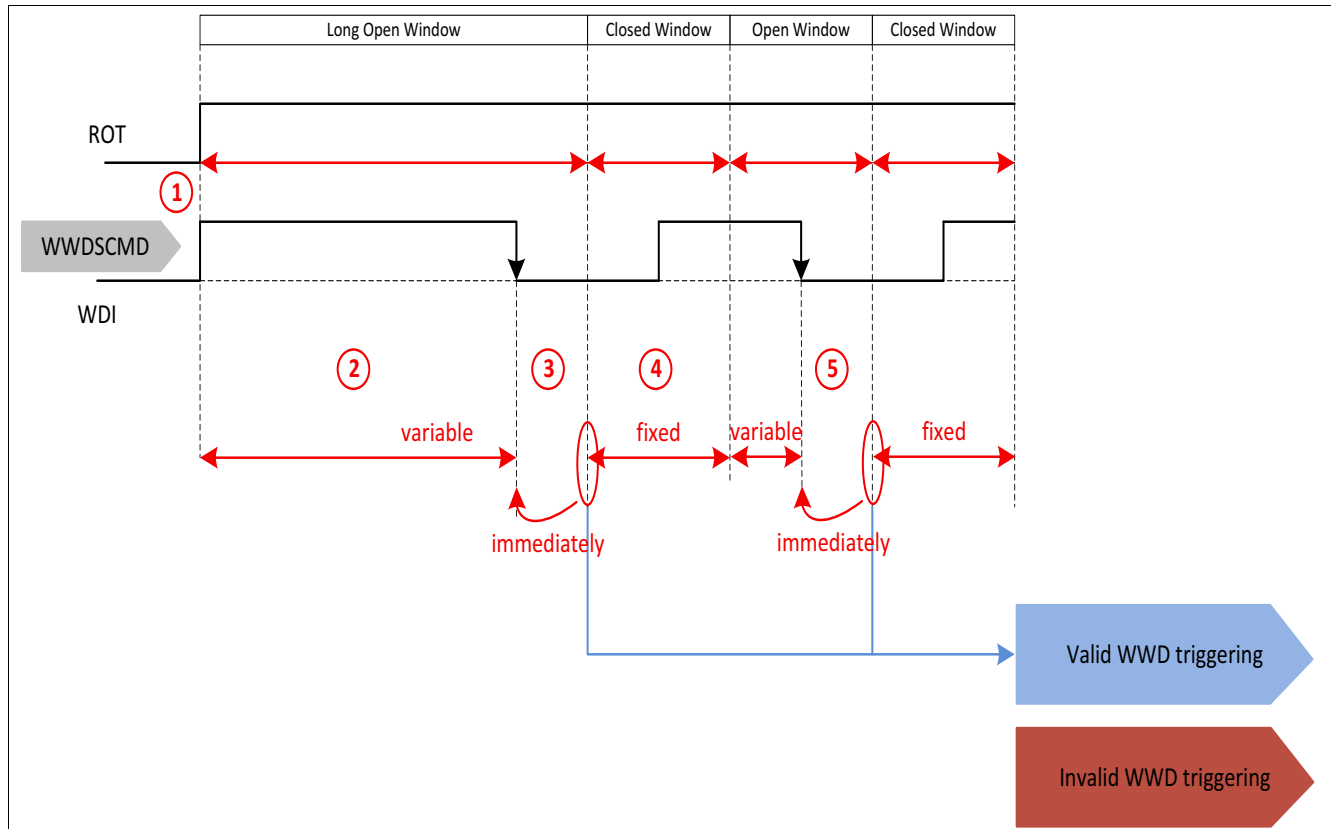 Long Open Window
Closed Window
Open Window
Closed Window
ROT
1
WWDSCMD
WDI
2
3
4
5
variable
fixed
variable
fixed
immediately
immediately
Valid WWD triggering
Invalid WWD triggering